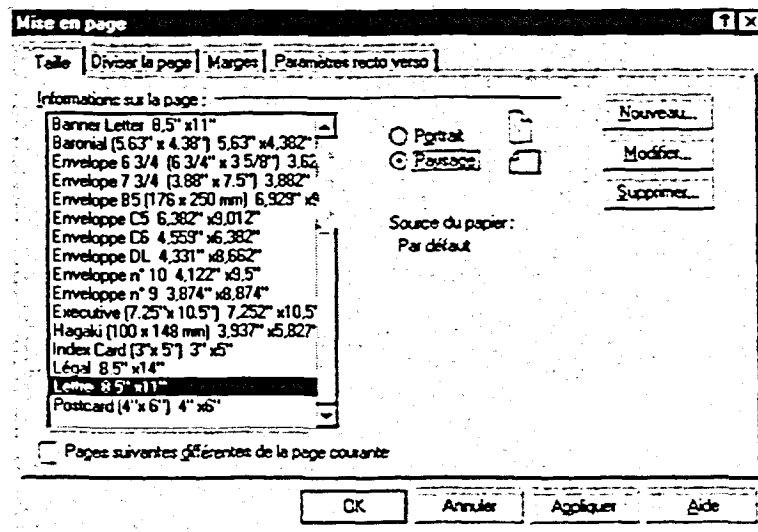 Mise en page
Taille Diviser la page Marges Paramètres recto verso
Informations sur la page :
Banner Letter 8,5" x11"
Baronial (5.63" x 4.38") 5,63" x4,382"
Envelope 6 3/4 (6 3/4" x 3 5/8") 3,62
Envelope 7 3/4 (3.88" x 7.5") 3,882"
Envelope B5 (176 x 250 mm) 6,929" x9
Enveloppe C5 6,382" x9,012"
Enveloppe C6 4,559" x6,382"
Enveloppe DL 4,331" x8,662"
Enveloppe n° 10 4,122" x9,5"
Enveloppe n° 9 3,874" x8,874"
Executive (7.25"x 10.5") 7,252" x10,5"
Hagaki (100 x 148 mm) 3,937" x5,827"
Index Card (3"x 5") 3" x5"
Légal 8 5" x14"
Lettre 8 5" x11"
Postcard (4"x 6") 4" x6"
Portrait
Paysage
Source du papier :
Par défaut
Nouveau...
Modifier...
Supprimer...
Pages suivantes différentes de la page courante
OK Annuler Appliquer Aide